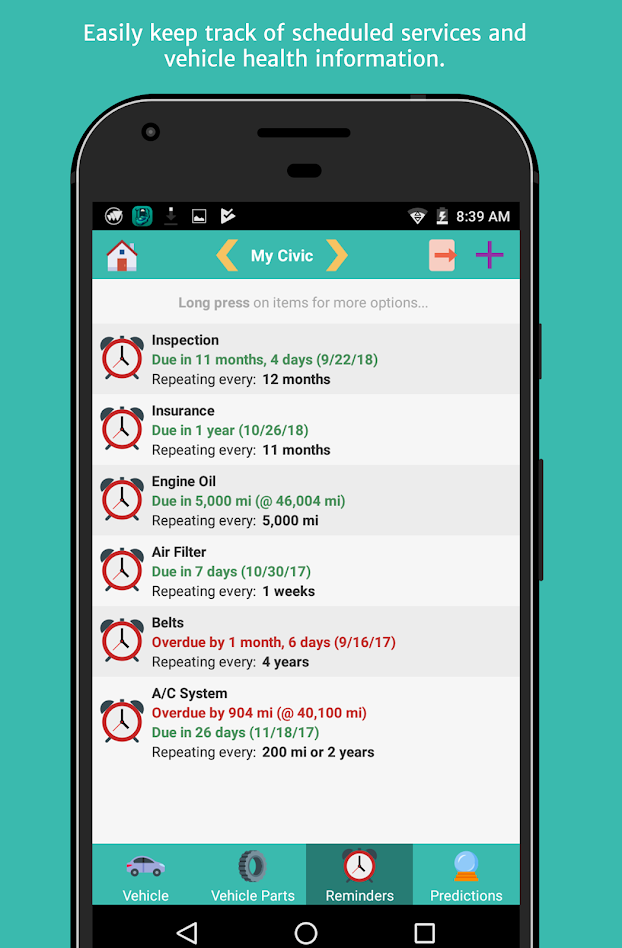 Easily keep track of scheduled services and
vehicle health information.
8:39 AM
My Civic
Long press on items for more options...
Inspection
Due in 11 months, 4 days (9/22/18)
Repeating every: 12 months
Insurance
Due in 1 year (10/26/18)
Repeating every: 11 months
Engine Oil
Due in 5,000 mi (@ 46,004 mi)
Repeating every: 5,000 mi
Air Filter
Due in 7 days (10/30/17)
Repeating every: 1 weeks
Belts
Overdue by 1 month, 6 days (9/16/17)
Repeating every: 4 years
A/C System
Overdue by 904 mi (@ 40,100 mi)
Due in 26 days (11/18/17)
Repeating every: 200 mi or 2 years
Vehicle Vehicle Parts Reminders Predictions